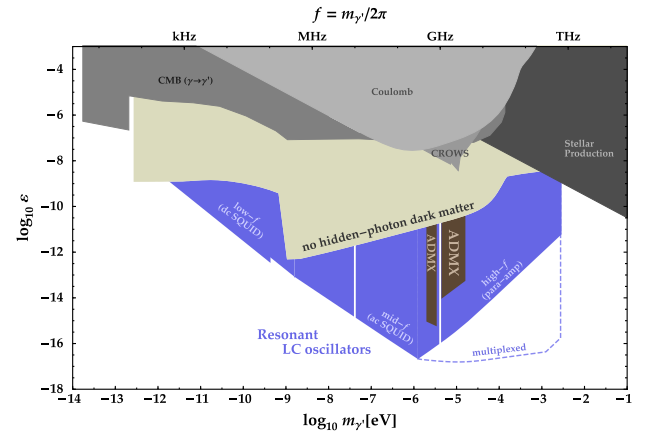 f = m_γ'/2π
kHz MHz GHz THz
CMB (γ→γ')
Coulomb
CROWS
Stellar
Production
no hidden−photon dark matter
low−f
(dc SQUID)
ADMX
ADMX
mid−f
(ac SQUID)
high−f
(para−amp)
Resonant
LC oscillators
multiplexed
log₁₀ ε
−4
−6
−8
−10
−12
−14
−16
−18
−14 −13 −12 −11 −10 −9 −8 −7 −6 −5 −4 −3 −2 −1
log₁₀ m_γ'[eV]